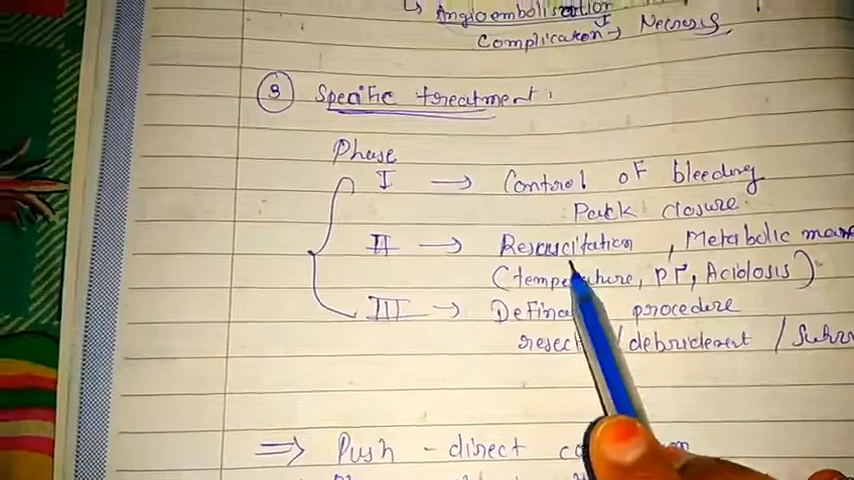 ↳ Angioembolisation
Complication → Necrosis
③ Specific treatment.
Phase
I → Control of bleeding
Pack closure
II → Resuscitation, Metabolic
(temperature, PT, Acidosis)
III → procedure
/debridement /
⇒ Push - direct